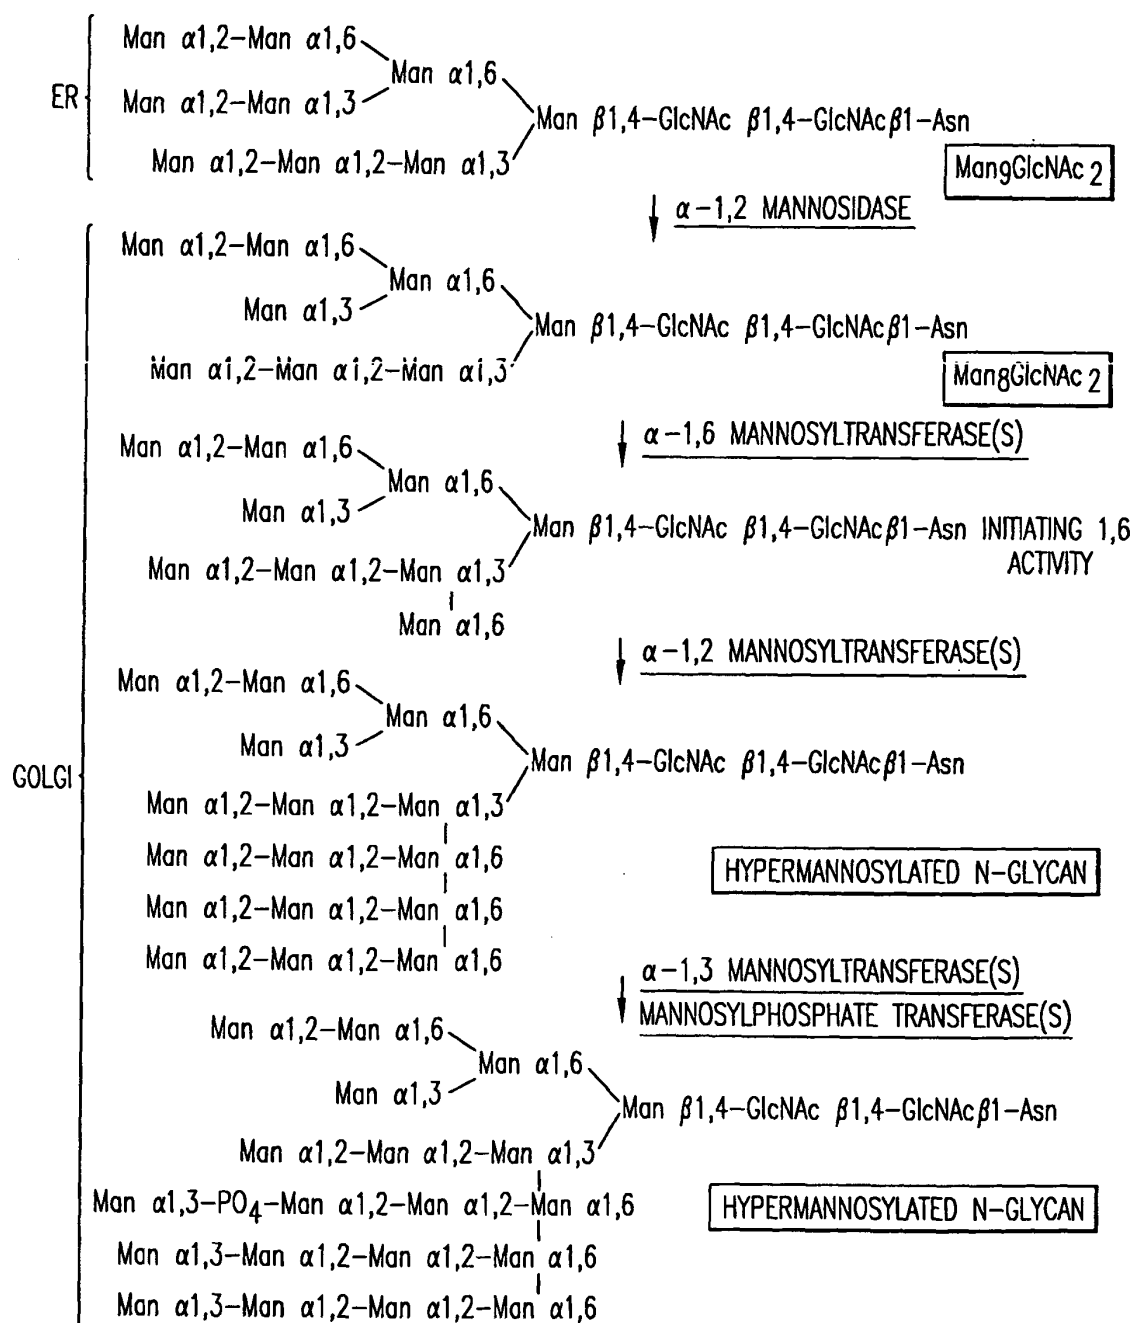 Man α1,2–Man α1,6
Man α1,6
ER
Man α1,2–Man α1,3
Man β1,4–GlcNAc β1,4–GlcNAcβ1–Asn
Man α1,2–Man α1,2–Man α1,3
Man9GlcNAc2
α–1,2 MANNOSIDASE
Man α1,2–Man α1,6
Man α1,6
Man α1,3
Man β1,4–GlcNAc β1,4–GlcNAcβ1–Asn
Man α1,2–Man α1,2–Man α1,3
Man8GlcNAc2
α–1,6 MANNOSYLTRANSFERASE(S)
Man α1,2–Man α1,6
Man α1,6
Man α1,3
Man β1,4–GlcNAc β1,4–GlcNAcβ1–Asn INITIATING 1,6
ACTIVITY
Man α1,2–Man α1,2–Man α1,3
Man α1,6
α–1,2 MANNOSYLTRANSFERASE(S)
Man α1,2–Man α1,6
Man α1,6
Man α1,3
Man β1,4–GlcNAc β1,4–GlcNAcβ1–Asn
GOLGI
Man α1,2–Man α1,2–Man α1,3
Man α1,2–Man α1,2–Man α1,6
HYPERMANNOSYLATED N–GLYCAN
Man α1,2–Man α1,2–Man α1,6
Man α1,2–Man α1,2–Man α1,6
α–1,3 MANNOSYLTRANSFERASE(S)
MANNOSYLPHOSPHATE TRANSFERASE(S)
Man α1,2–Man α1,6
Man α1,6
Man α1,3
Man β1,4–GlcNAc β1,4–GlcNAcβ1–Asn
Man α1,2–Man α1,2–Man α1,3
Man α1,3–PO4–Man α1,2–Man α1,2–Man α1,6
HYPERMANNOSYLATED N–GLYCAN
Man α1,3–Man α1,2–Man α1,2–Man α1,6
Man α1,3–Man α1,2–Man α1,2–Man α1,6